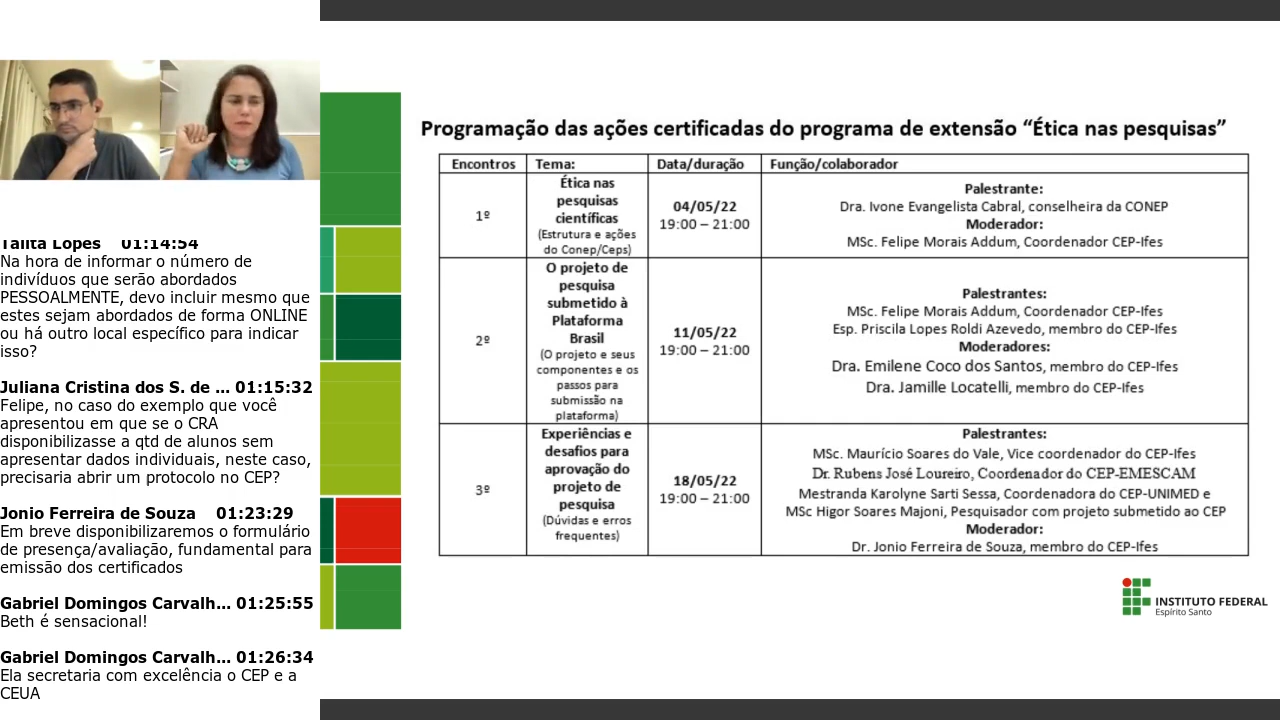 Talita Lopes 01:14:54
Na hora de informar o número de
indivíduos que serão abordados
PESSOALMENTE, devo incluir mesmo que
estes sejam abordados de forma ONLINE
ou há outro local específico para indicar
isso?
Juliana Cristina dos S. de ... 01:15:32
Felipe, no caso do exemplo que você
apresentou em que se o CRA
disponibilizasse a qtd de alunos sem
apresentar dados individuais, neste caso,
precisaria abrir um protocolo no CEP?
Jonio Ferreira de Souza 01:23:29
Em breve disponibilizaremos o formulário
de presença/avaliação, fundamental para
emissão dos certificados
Gabriel Domingos Carvalh... 01:25:55
Beth é sensacional!
Gabriel Domingos Carvalh... 01:26:34
Ela secretaria com excelência o CEP e a
CEUA
Programação das ações certificadas do programa de extensão “Ética nas pesquisas”
Encontros Tema: Data/duração Função/colaborador
1º
Ética nas
pesquisas
científicas
(Estrutura e ações
do Conep/Ceps)
04/05/22
19:00 – 21:00
Palestrante:
Dra. Ivone Evangelista Cabral, conselheira da CONEP
Moderador:
MSc. Felipe Morais Addum, Coordenador CEP-Ifes
2º
O projeto de
pesquisa
submetido à
Plataforma
Brasil
(O projeto e seus
componentes e os
passos para
submissão na
plataforma)
11/05/22
19:00 – 21:00
Palestrantes:
MSc. Felipe Morais Addum, Coordenador CEP-Ifes
Esp. Priscila Lopes Roldi Azevedo, membro do CEP-Ifes
Moderadores:
Dra. Emilene Coco dos Santos, membro do CEP-Ifes
Dra. Jamille Locatelli, membro do CEP-Ifes
3º
Experiências e
desafios para
aprovação do
projeto de
pesquisa
(Dúvidas e erros
frequentes)
18/05/22
19:00 – 21:00
Palestrantes:
MSc. Maurício Soares do Vale, Vice coordenador do CEP-Ifes
Dr. Rubens José Loureiro, Coordenador do CEP-EMESCAM
Mestranda Karolyne Sarti Sessa, Coordenadora do CEP-UNIMED e
MSc Higor Soares Majoni, Pesquisador com projeto submetido ao CEP
Moderador:
Dr. Jonio Ferreira de Souza, membro do CEP-Ifes
INSTITUTO FEDERAL
Espírito Santo